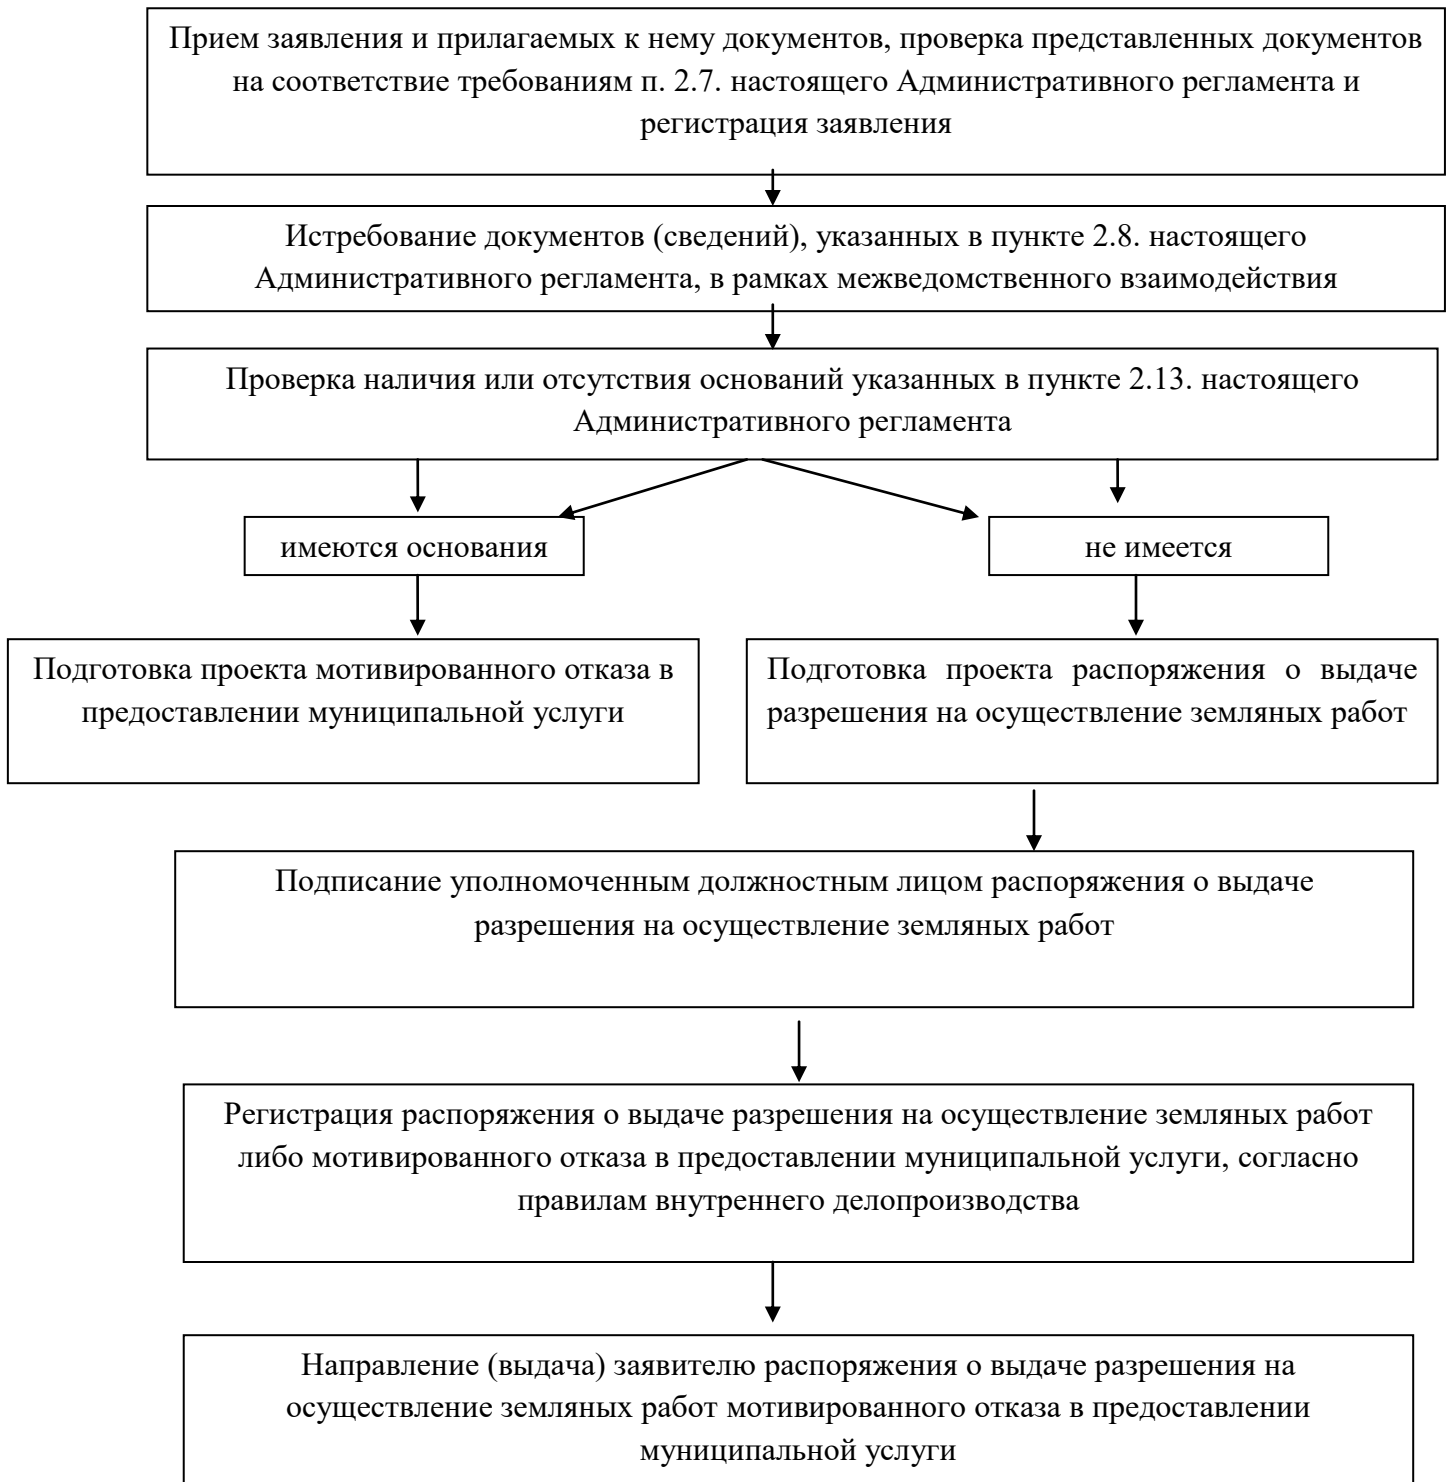 Прием заявления и прилагаемых к нему документов, проверка представленных документов
на соответствие требованиям п. 2.7. настоящего Административного регламента и
регистрация заявления
Истребование документов (сведений), указанных в пункте 2.8. настоящего
Административного регламента, в рамках межведомственного взаимодействия
Проверка наличия или отсутствия оснований указанных в пункте 2.13. настоящего
Административного регламента
имеются основания
не имеется
Подготовка проекта мотивированного отказа в
предоставлении муниципальной услуги
Подготовка проекта распоряжения о выдаче
разрешения на осуществление земляных работ
Подписание уполномоченным должностным лицом распоряжения о выдаче
разрешения на осуществление земляных работ
Регистрация распоряжения о выдаче разрешения на осуществление земляных работ
либо мотивированного отказа в предоставлении муниципальной услуги, согласно
правилам внутреннего делопроизводства
Направление (выдача) заявителю распоряжения о выдаче разрешения на
осуществление земляных работ мотивированного отказа в предоставлении
муниципальной услуги